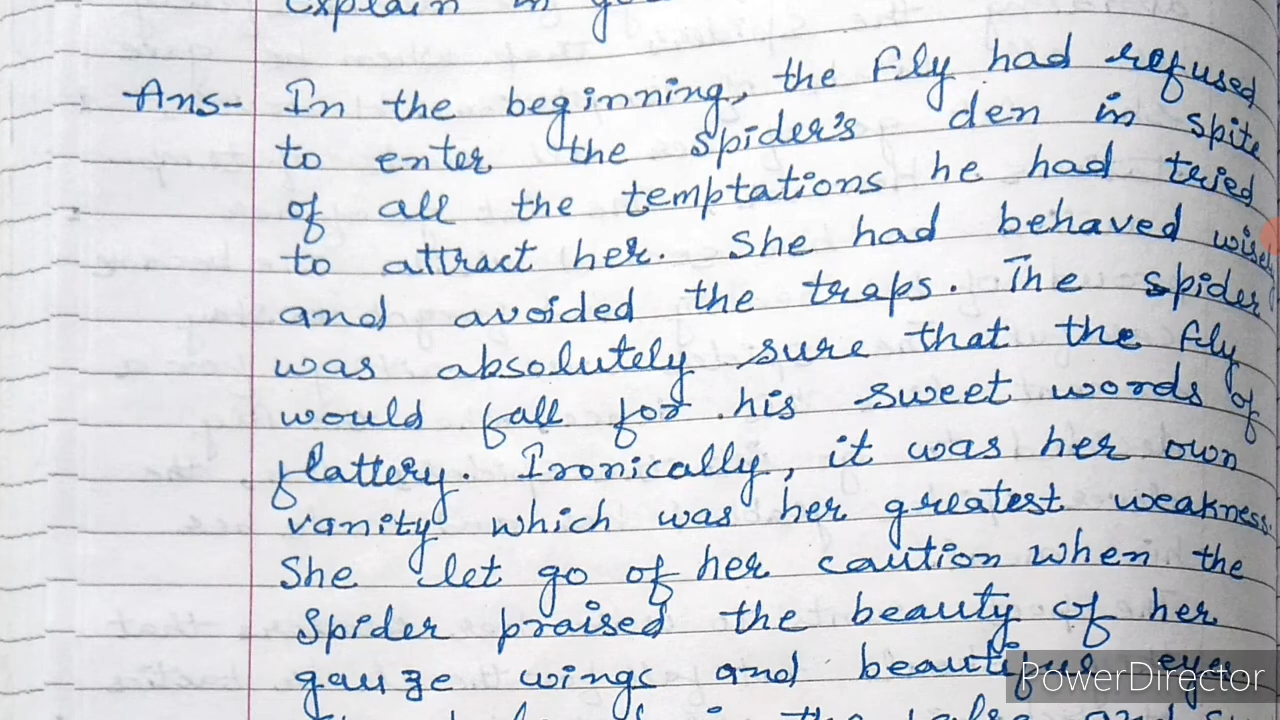 Explain in
Ans- In the beginning, the fly had refused
to enter the spider's den in spite
of all the temptations he had tried
to attract her. She had behaved wisely
and avoided the traps. The spider
was absolutely sure that the fly
would fall for his sweet words of
flattery. Ironically, it was her own
vanity which was her greatest weakness.
She let go of her caution when the
spider praised the beauty of her
gauze wings and beautiful eyes
PowerDirector